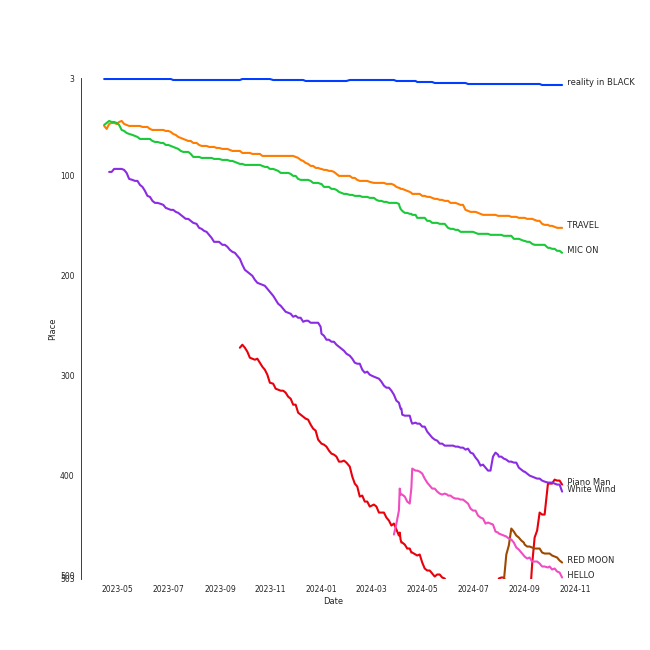 3
reality in BLACK
100
TRAVEL
MIC ON
200
Place
300
400
Piano Man
White Wind
RED MOON
500
503
HELLO
2023-05 2023-07 2023-09 2023-11 2024-01 2024-03 2024-05 2024-07 2024-09 2024-11
Date